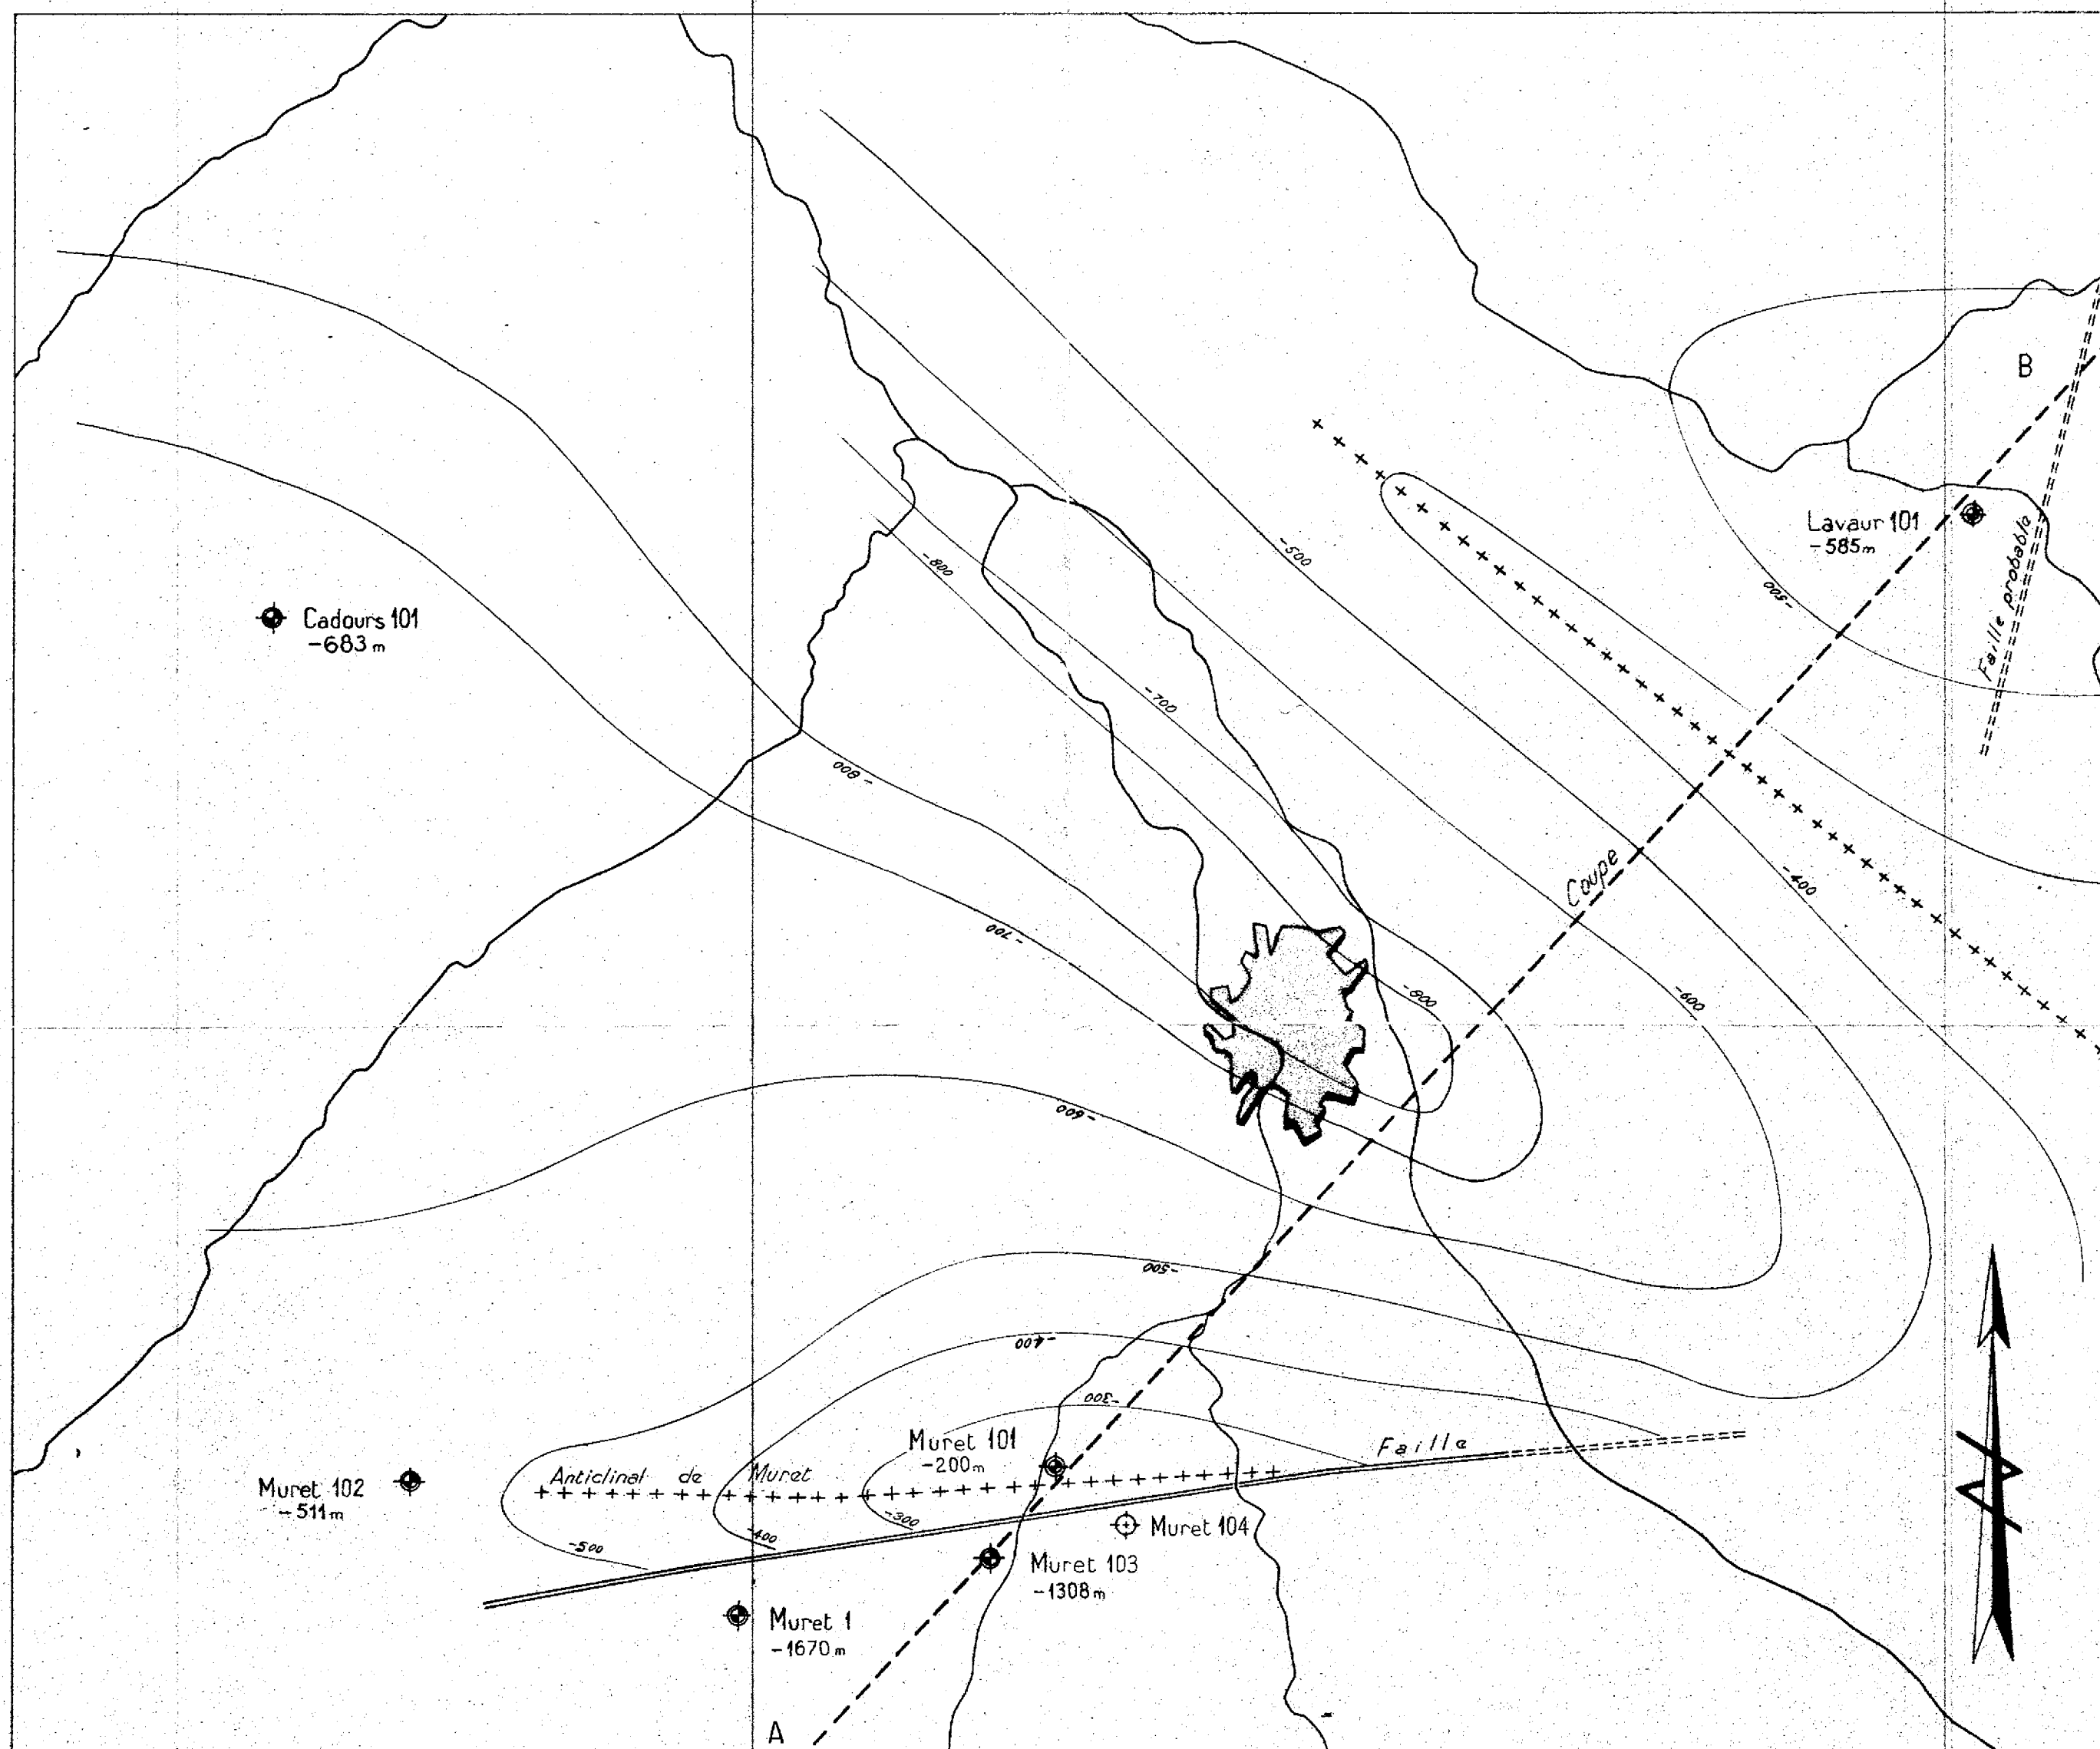 B
Lavaur 101
-585m
Faille probable
-500
-500
Cadours 101
-683 m
-800
-700
-800
Coupe
-400
-700
-800
-600
-600
-500
-400
-300
Muret 101
-200m
Faille
Anticlinal de Muret
Muret 102
-511m
-300
-400
-500
Muret 104
Muret 103
-1308m
Muret 1
-1670m
A
N